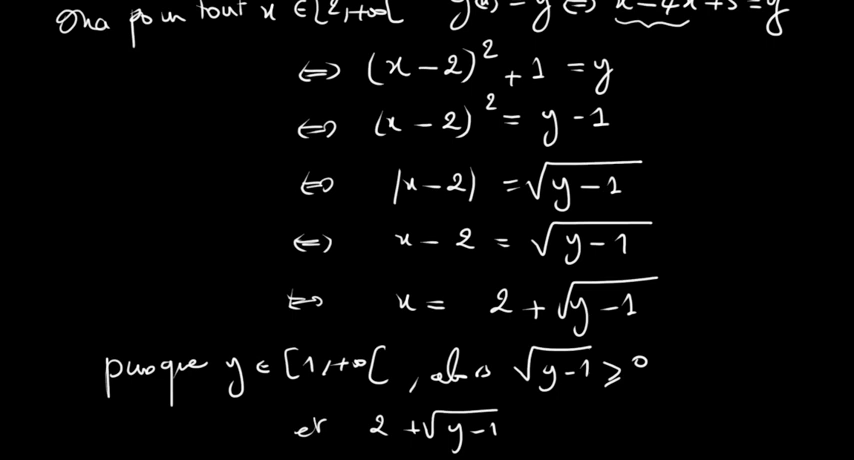 Ona pour tout x ∈ [2,+∞[ g(x) = y ⇔ x² - 4x + 5 = y
⇔ (x - 2)² + 1 = y
⇔ (x - 2)² = y - 1
⇔ |x - 2| = √(y - 1)
⇔ x - 2 = √(y - 1)
⇔ x = 2 + √(y - 1)
puisque y ∈ [1,+∞[ , alors √(y-1) ≥ 0
et 2 + √(y-1)